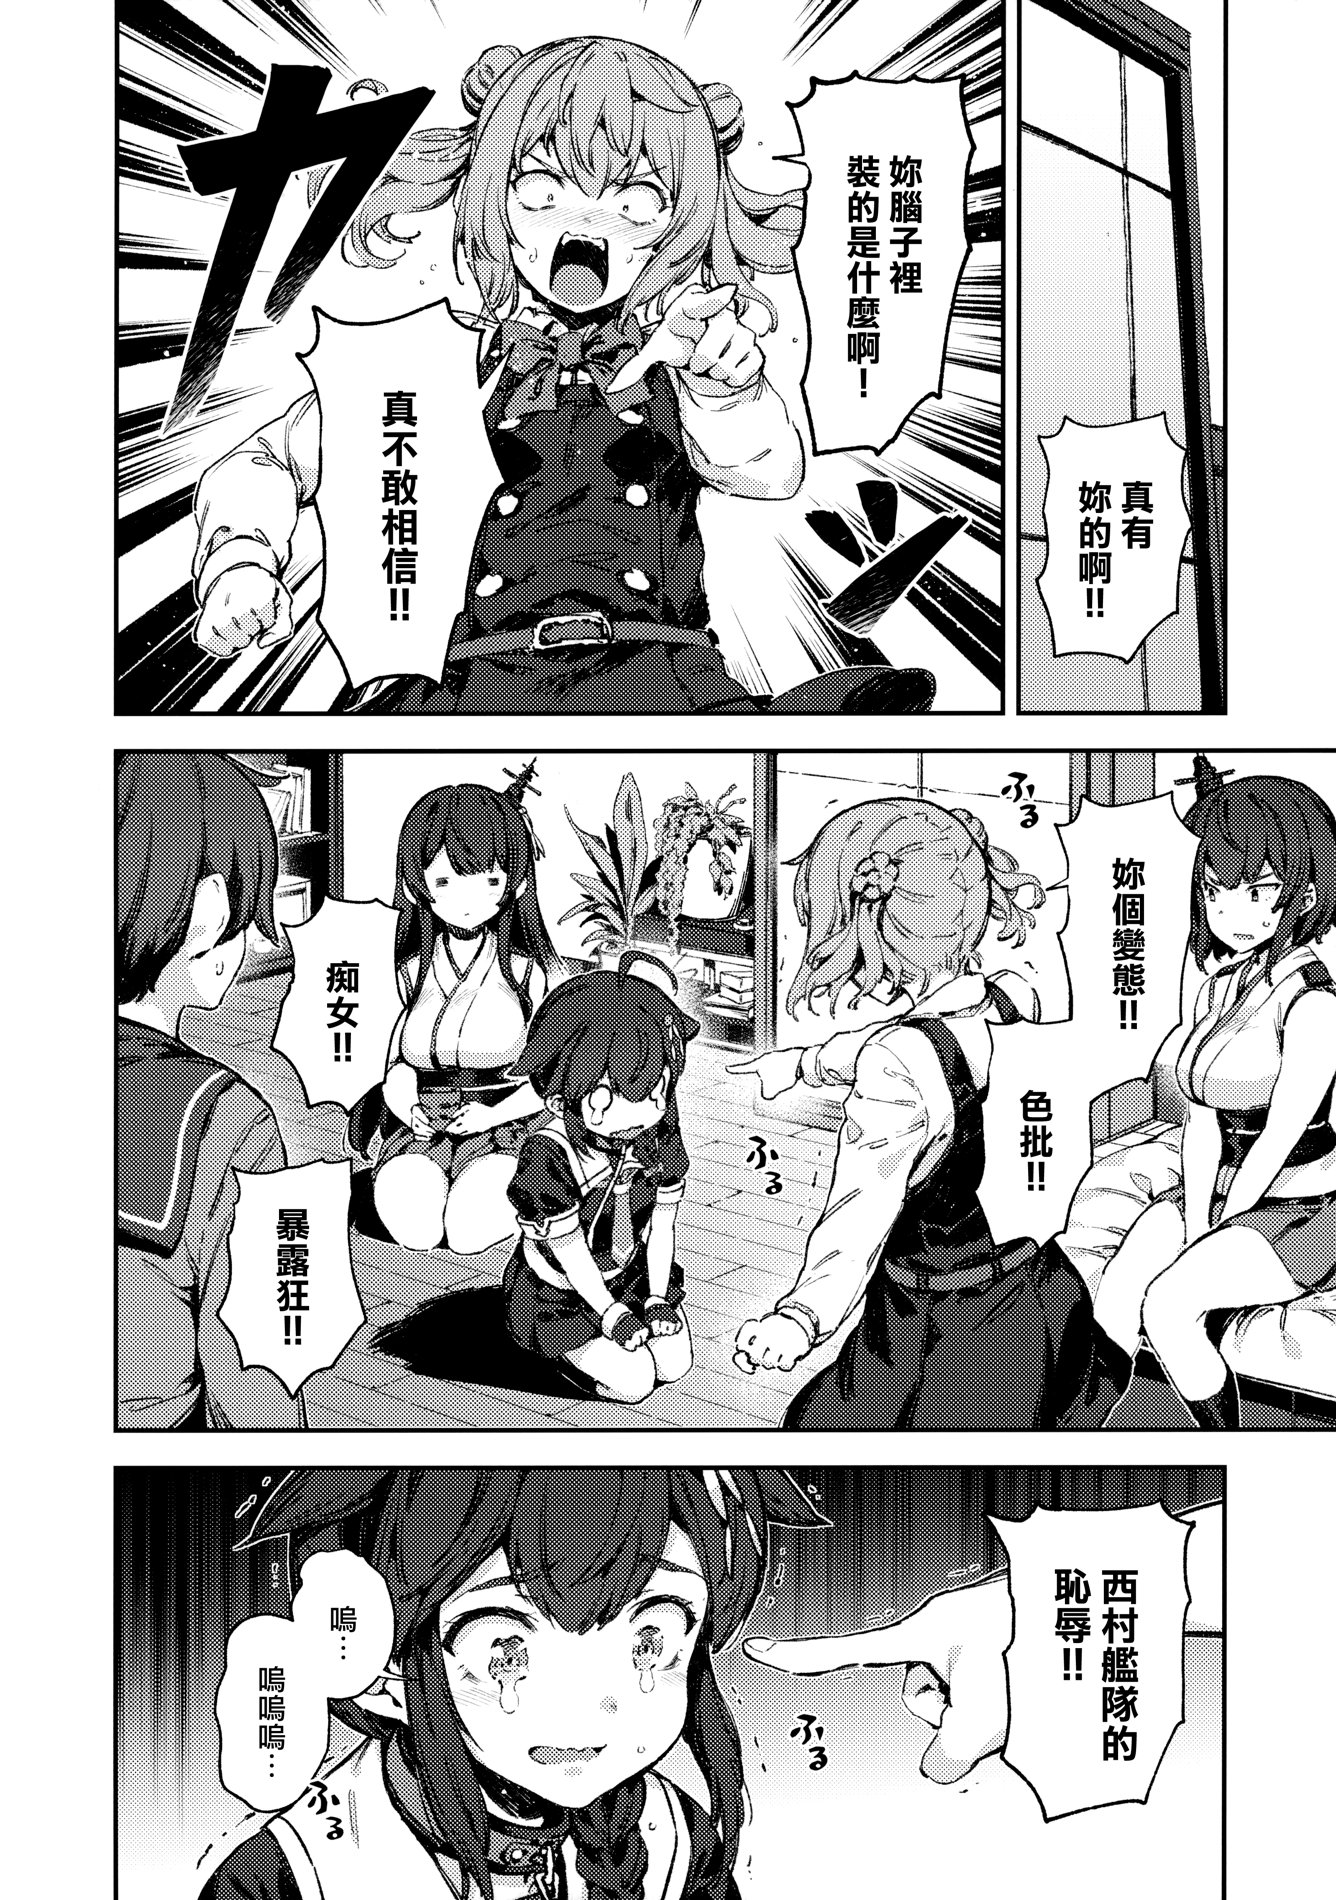 真有
妳的啊!!
妳腦子裡
裝的是什麼啊！
真不敢相信!!
ガ
ッ
妳個變態!!
色批!!
痴女!!
暴露狂!!
ふる
ふる
西村艦隊的
恥辱!!
嗚…
嗚嗚嗚…
ふる
ふる